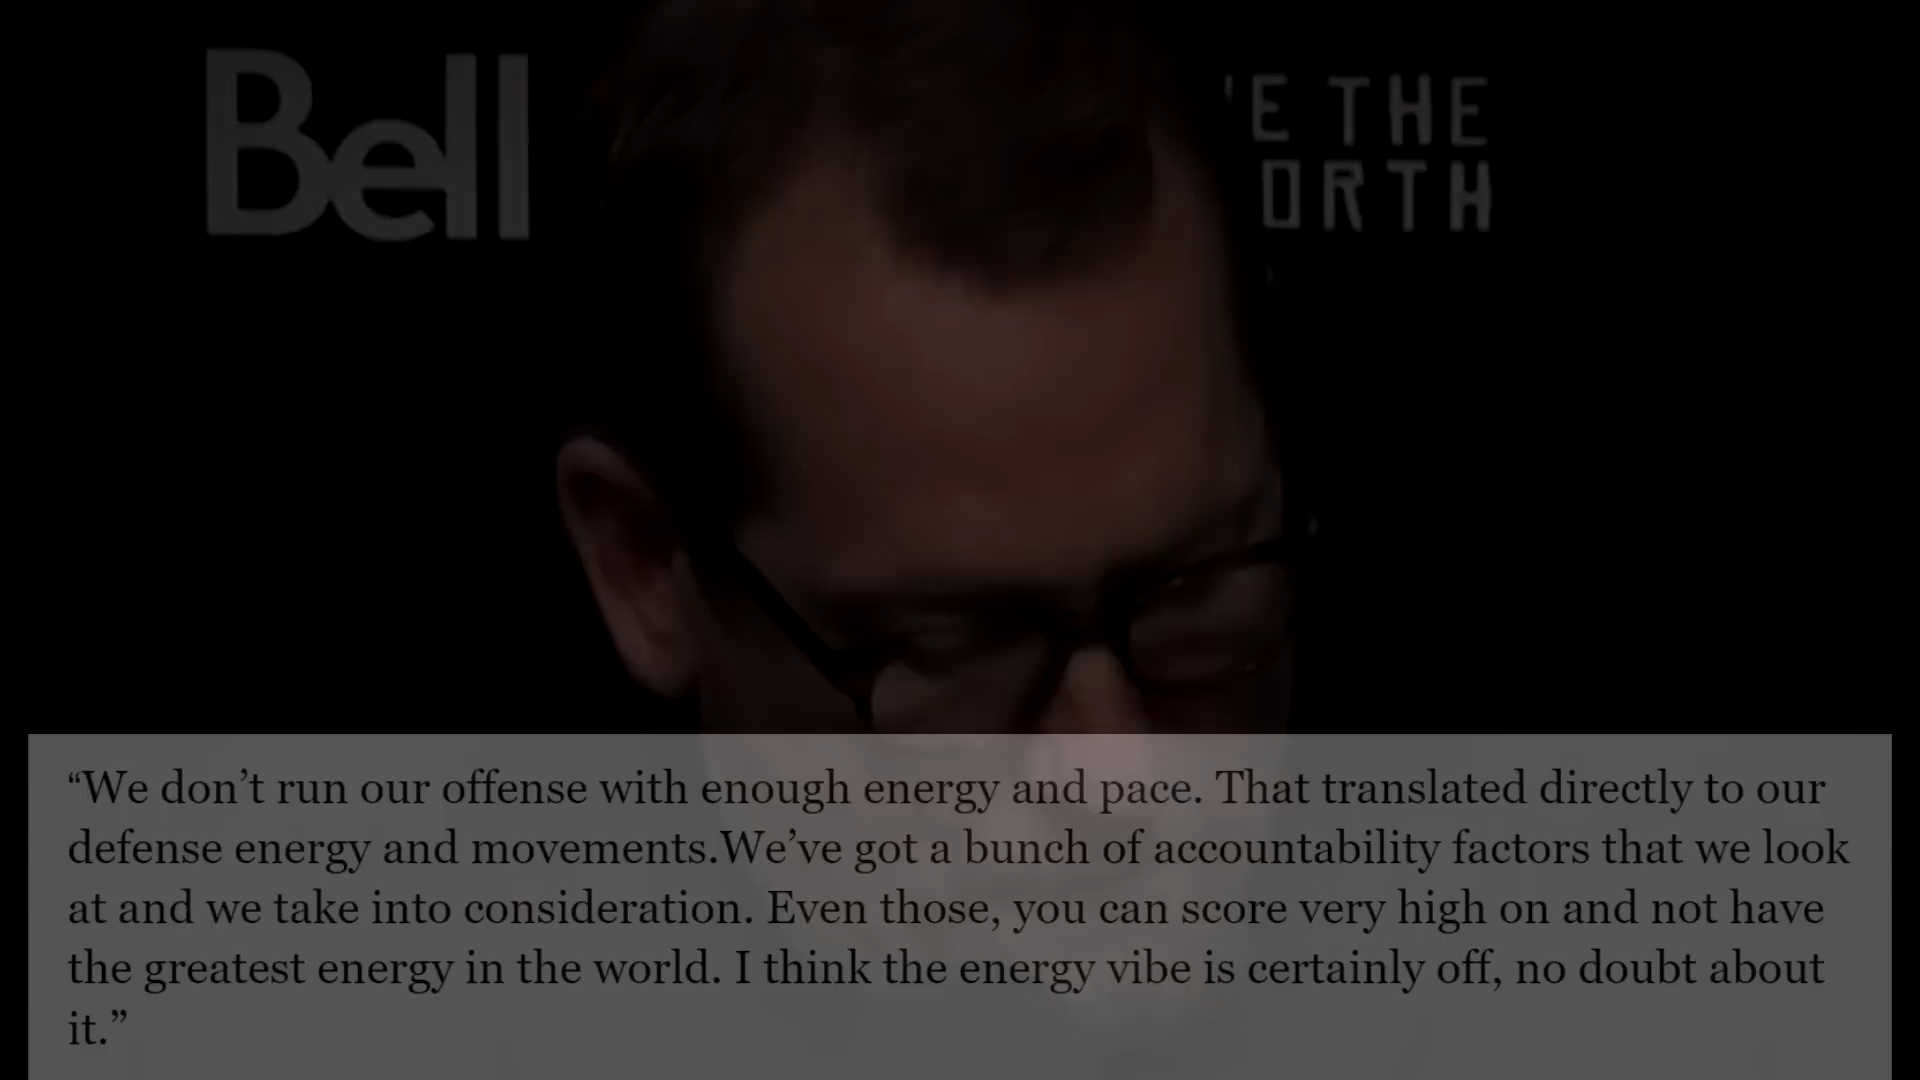 Bell
'E THE
ORTH
“We don’t run our offense with enough energy and pace. That translated directly to our
defense energy and movements.We’ve got a bunch of accountability factors that we look
at and we take into consideration. Even those, you can score very high on and not have
the greatest energy in the world. I think the energy vibe is certainly off, no doubt about
it.”